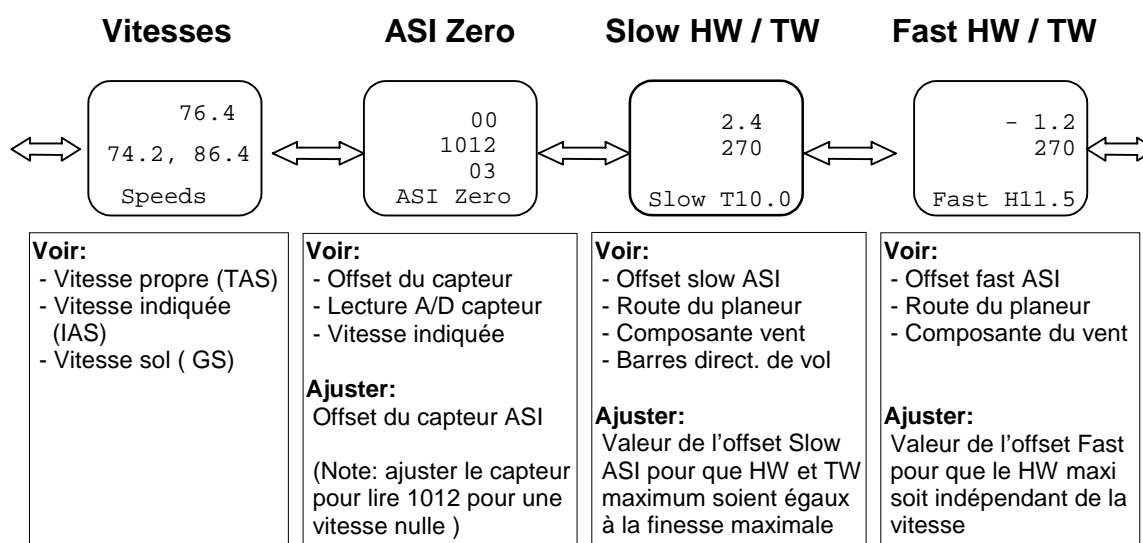 Vitesses
ASI Zero
Slow HW / TW
Fast HW / TW
76.4
74.2, 86.4
Speeds
00
1012
03
ASI Zero
2.4
270
Slow T10.0
- 1.2
270
Fast H11.5
Voir:
- Vitesse propre (TAS)
- Vitesse indiquée
(IAS)
- Vitesse sol ( GS)
Voir:
- Offset du capteur
- Lecture A/D capteur
- Vitesse indiquée
Ajuster:
Offset du capteur ASI
(Note: ajuster le capteur
pour lire 1012 pour une
vitesse nulle )
Voir:
- Offset slow ASI
- Route du planeur
- Composante vent
- Barres direct. de vol
Ajuster:
Valeur de l’offset Slow
ASI pour que HW et TW
maximum soient égaux
à la finesse maximale
Voir:
- Offset fast ASI
- Route du planeur
- Composante du vent
Ajuster:
Valeur de l’offset Fast
pour que le HW maxi
soit indépendant de la
vitesse